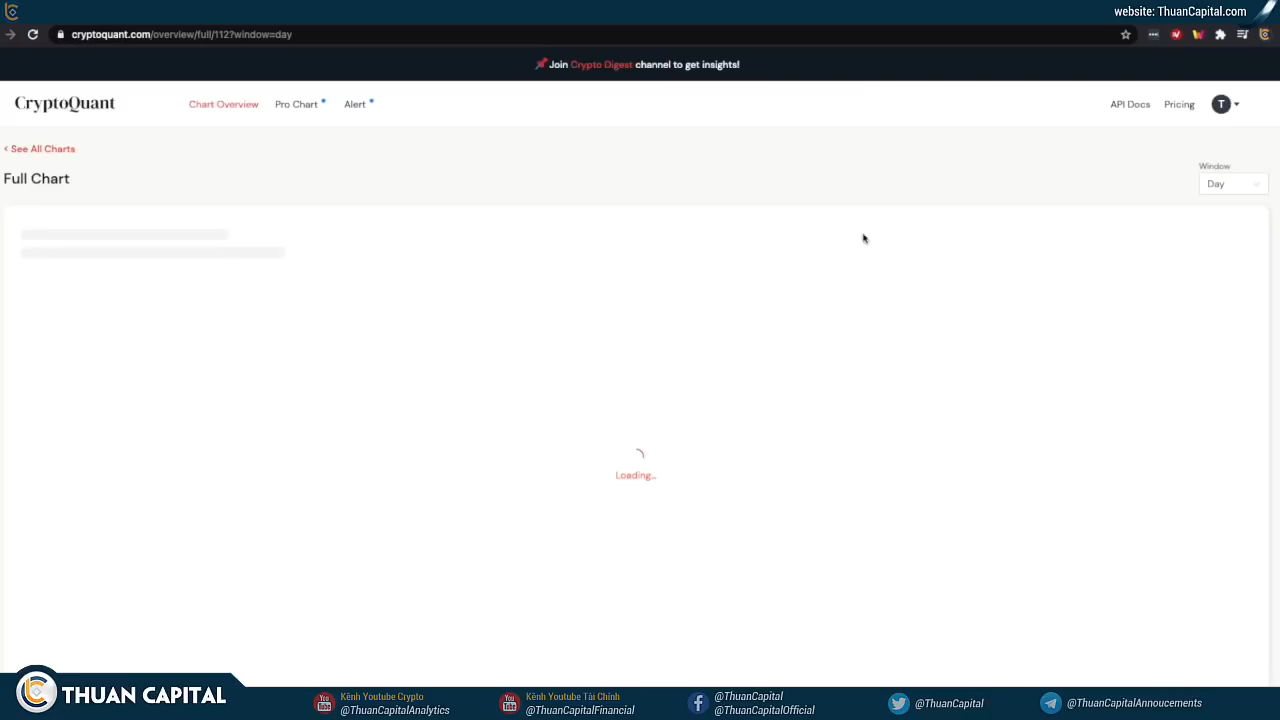 website: ThuanCapital.com
cryptoquant.com/overview/full/112?window=day
Join Crypto Digest channel to get insights!
CryptoQuant
Chart Overview
Pro Chart
Alert
API Docs
Pricing
T
< See All Charts
Full Chart
Window
Day
Loading...
THUAN CAPITAL
Kênh Youtube Crypto
@ThuanCapitalAnalytics
Kênh Youtube Tài Chính
@ThuanCapitalFinancial
@ThuanCapital
@ThuanCapitalOfficial
@ThuanCapital
@ThuanCapitalAnnoucements